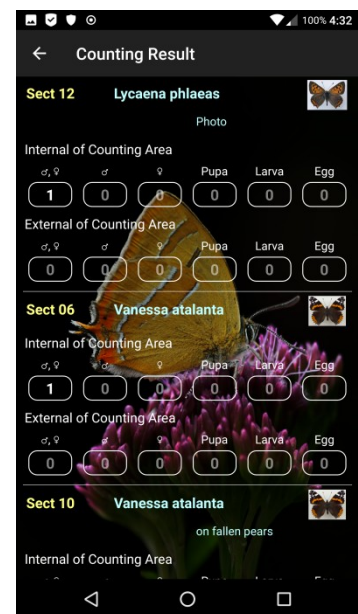 100% 4:32
Counting Result
Sect 12 Lycaena phlaeas
Photo
Internal of Counting Area
♂, ♀ ♂ ♀ Pupa Larva Egg
1 0 0 0 0 0
External of Counting Area
♂, ♀ ♂ ♀ Pupa Larva Egg
0 0 0 0 0 0
Sect 06 Vanessa atalanta
Internal of Counting Area
♂, ♀ ♂ ♀ Pupa Larva Egg
1 0 0 0 0 0
External of Counting Area
♂, ♀ ♂ ♀ Pupa Larva Egg
0 0 0 0 0 0
Sect 10 Vanessa atalanta
on fallen pears
Internal of Counting Area